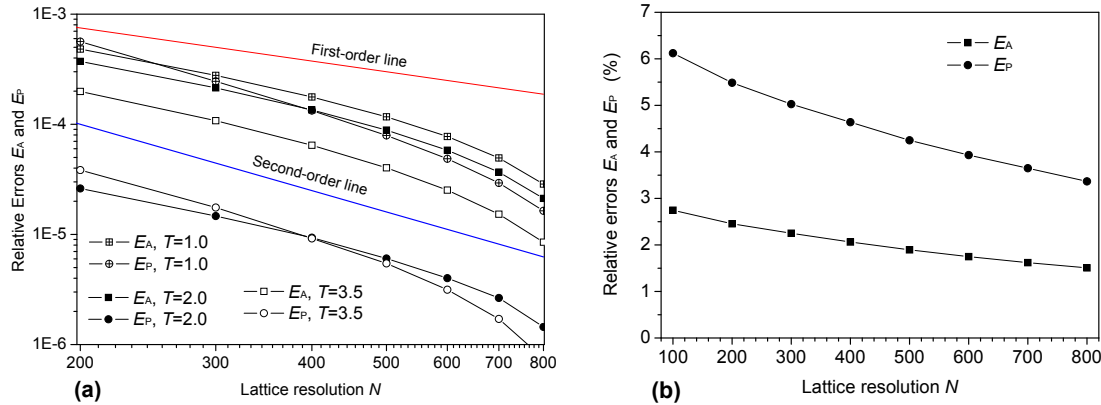 1E-3
1E-4
1E-5
1E-6
Relative Errors EA and EP
First-order line
Second-order line
EA, T=1.0
EP, T=1.0
EA, T=2.0
EP, T=2.0
EA, T=3.5
EP, T=3.5
200 300 400 500 600 700 800
(a)
Lattice resolution N
7
6
5
4
3
2
1
0
Relative errors EA and EP (%)
EA
EP
100 200 300 400 500 600 700 800
(b)
Lattice resolution N